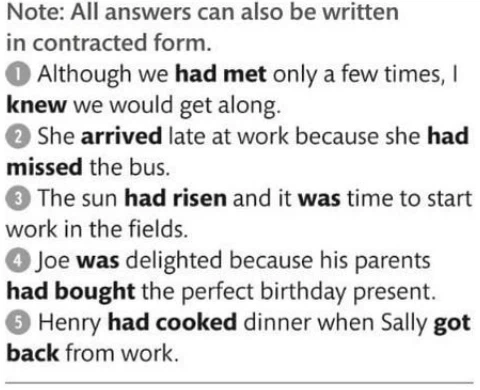 Note: All answers can also be written
in contracted form.
1 Although we had met only a few times, I
knew we would get along.
2 She arrived late at work because she had
missed the bus.
3 The sun had risen and it was time to start
work in the fields.
4 Joe was delighted because his parents
had bought the perfect birthday present.
5 Henry had cooked dinner when Sally got
back from work.